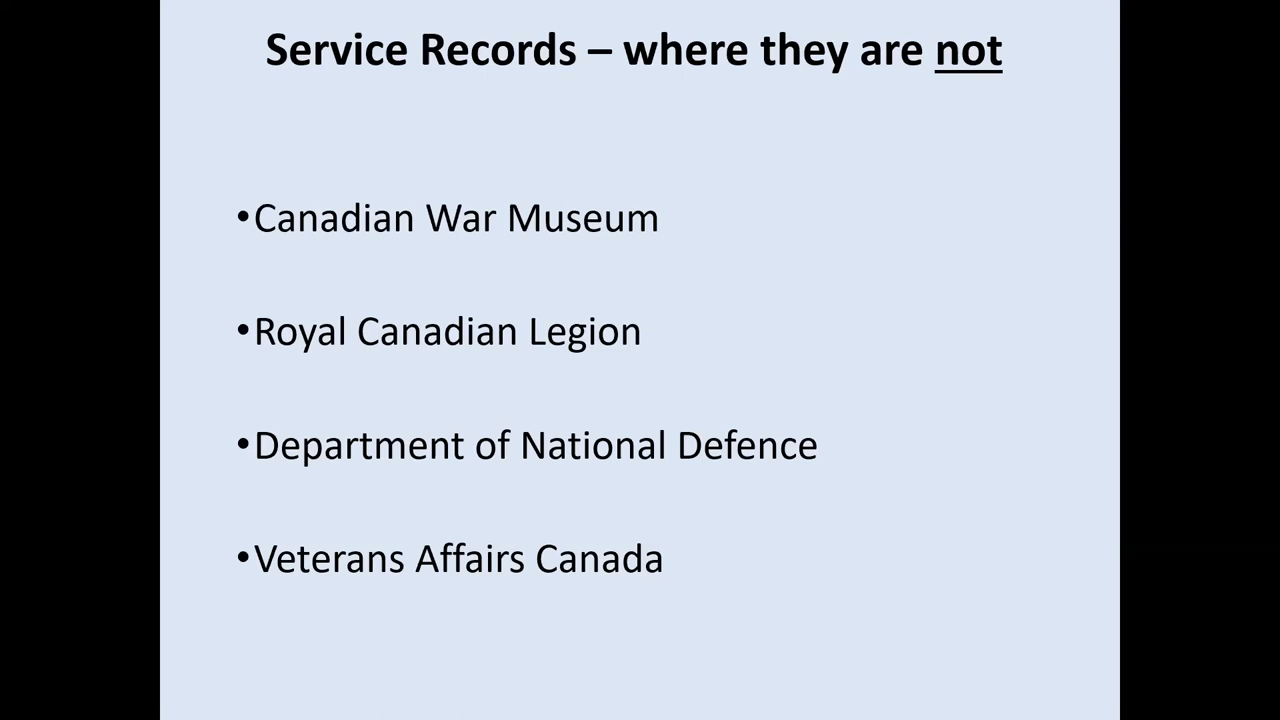 Service Records – where they are not
•Canadian War Museum
•Royal Canadian Legion
•Department of National Defence
•Veterans Affairs Canada